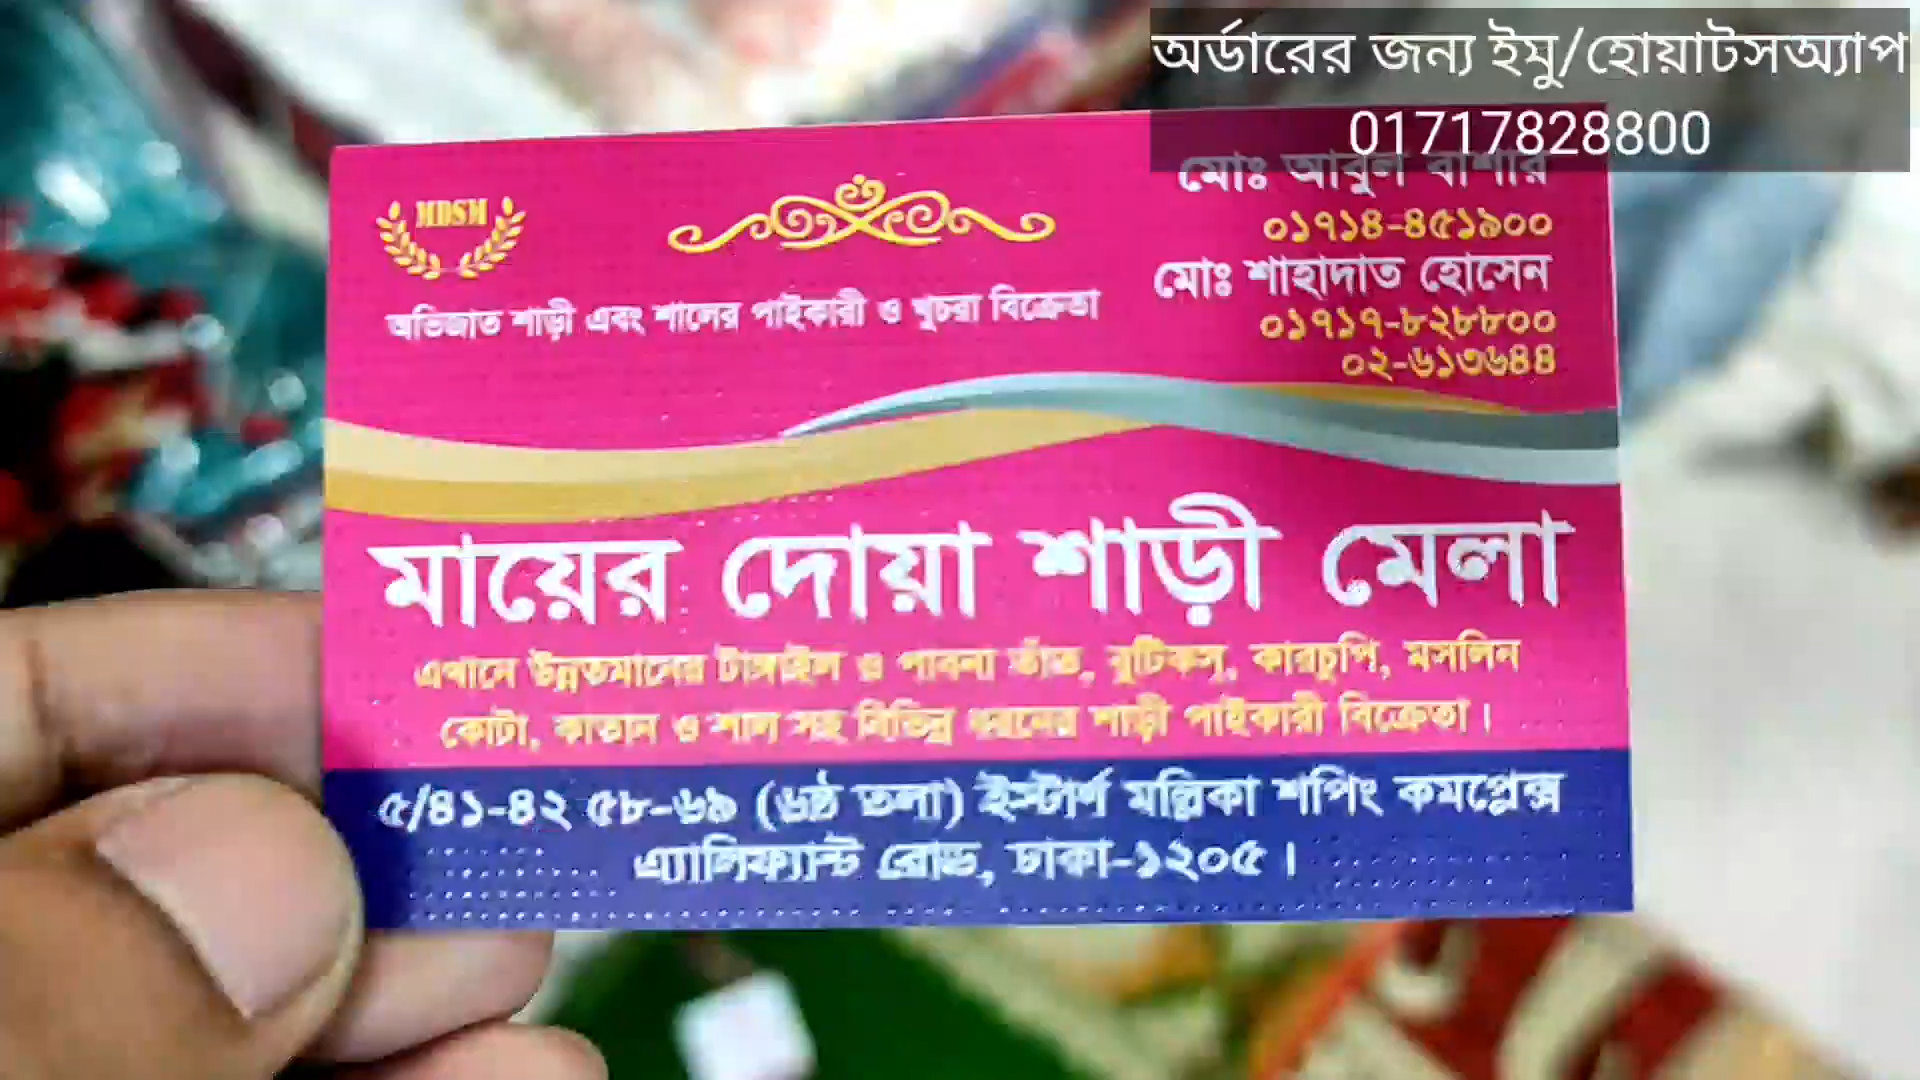 অর্ডারের জন্য ইমু/হোয়াটসঅ্যাপ
01717828800
MDSM
মোঃ আবুল বাশার
০১৭১৪-৪৫১৯০০
মোঃ শাহাদাত হোসেন
০১৭১৭-৮২৮৮০০
০২-৬১৩৬৪৪
অভিজাত শাড়ী এবং শালের পাইকারী ও খুচরা বিক্রেতা
মায়ের দোয়া শাড়ী মেলা
এখানে উন্নতমানের টাঙ্গাইল ও পাবনা তাঁত, বুটিকস্, কারচুপি, মসলিন
কোটা, কাতান ও শাল সহ বিভিন্ন ধরনের শাড়ী পাইকারী বিক্রেতা।
৫/৪১-৪২ ৫৮-৬৯ (৬ষ্ঠ তলা) ইস্টার্ণ মল্লিকা শপিং কমপ্লেক্স
এ্যালিফ্যান্ট রোড, ঢাকা-১২০৫।